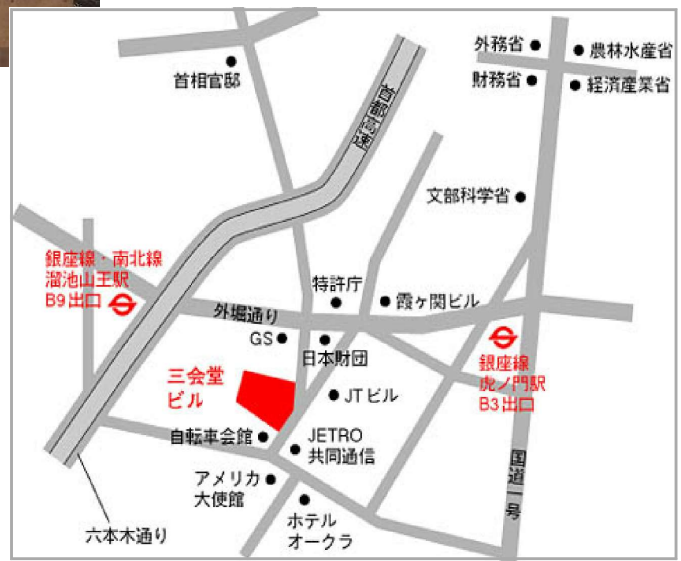 外務省
農林水産省
首相官邸
財務省
経済産業省
首都高速
文部科学省
銀座線・南北線
溜池山王駅
B9出口
特許庁
霞ヶ関ビル
外堀通り
GS
日本財団
銀座線
虎ノ門駅
B3出口
三会堂
ビル
JTビル
自転車会館
JETRO
共同通信
国道一号
アメリカ
大使館
ホテル
オークラ
六本木通り